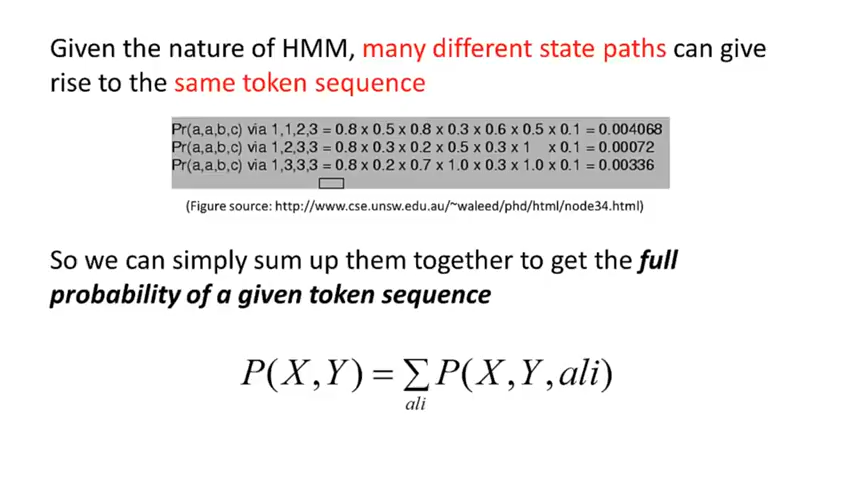 Given the nature of HMM, many different state paths can give
rise to the same token sequence
Pr(a,a,b,c) via 1,1,2,3 = 0.8 x 0.5 x 0.8 x 0.3 x 0.6 x 0.5 x 0.1 = 0.004068
Pr(a,a,b,c) via 1,2,3,3 = 0.8 x 0.3 x 0.2 x 0.5 x 0.3 x 1 x 0.1 = 0.00072
Pr(a,a,b,c) via 1,3,3,3 = 0.8 x 0.2 x 0.7 x 1.0 x 0.3 x 1.0 x 0.1 = 0.00336
(Figure source: http://www.cse.unsw.edu.au/~waleed/phd/html/node34.html)
So we can simply sum up them together to get the full
probability of a given token sequence
P(X,Y) = ∑ P(X,Y,ali)
ali